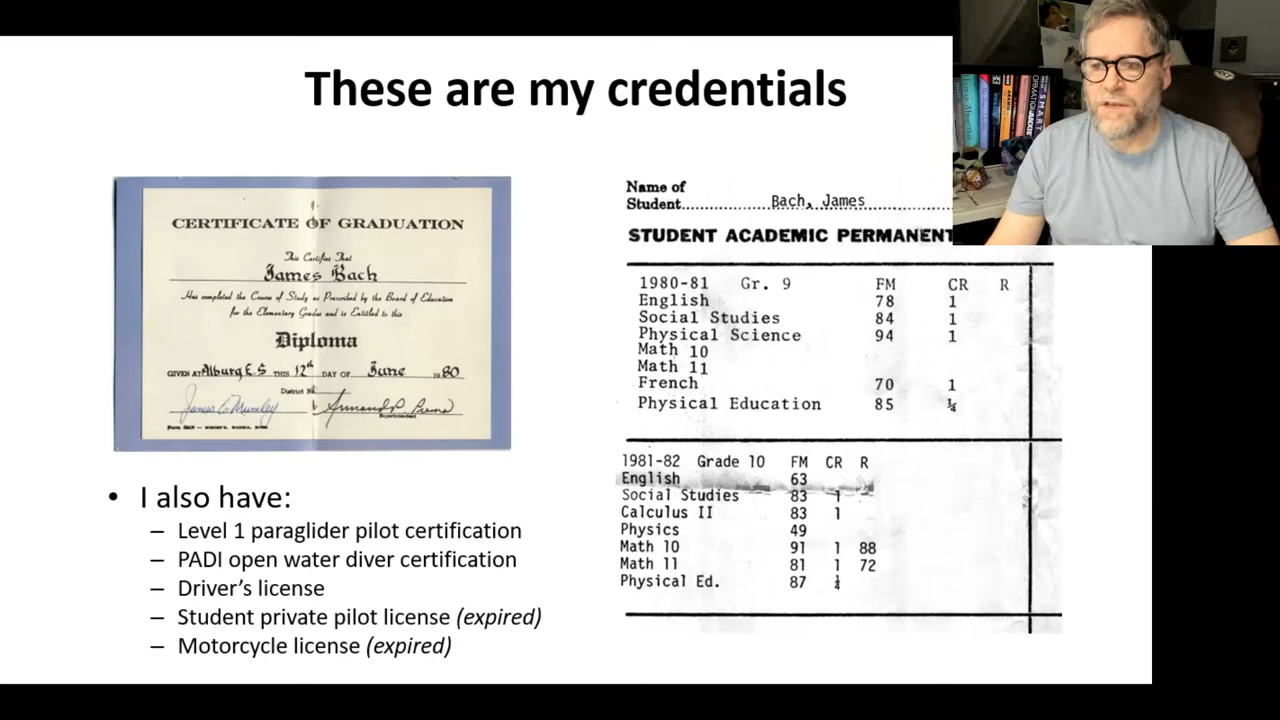 These are my credentials
CERTIFICATE OF GRADUATION
This Certifies That
James Bach
Has completed the Course of Study as Prescribed by the Board of Education
for the Elementary Grades and is Entitled to this
Diploma
GIVEN AT Alburg E S THIS 12th DAY OF June 1980
District No.
Superintendent
Name of
Student Bach, James
STUDENT ACADEMIC PERMANENT
1980-81 Gr. 9 FM CR R
English 78 1
Social Studies 84 1
Physical Science 94 1
Math 10
Math 11
French 70 1
Physical Education 85 ¼
1981-82 Grade 10 FM CR R
English 63
Social Studies 83 1
Calculus II 83 1
Physics 49
Math 10 91 1 88
Math 11 81 1 72
Physical Ed. 87 ¼
• I also have:
– Level 1 paraglider pilot certification
– PADI open water diver certification
– Driver's license
– Student private pilot license (expired)
– Motorcycle license (expired)